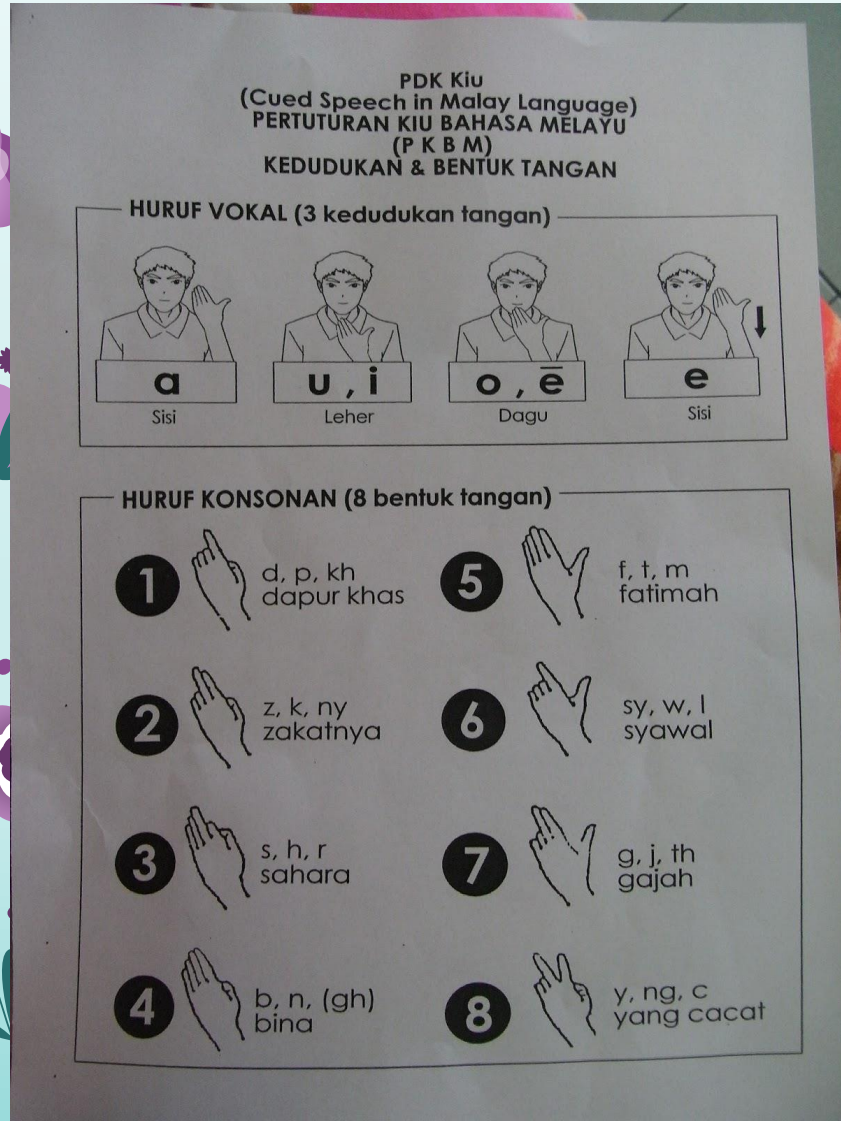 PDK Kiu
(Cued Speech in Malay Language)
PERTUTURAN KIU BAHASA MELAYU
(P K B M)
KEDUDUKAN & BENTUK TANGAN
HURUF VOKAL (3 kedudukan tangan)
a
Sisi
u , i
Leher
o , ē
Dagu
e
Sisi
HURUF KONSONAN (8 bentuk tangan)
1
d, p, kh
dapur khas
2
z, k, ny
zakatnya
3
s, h, r
sahara
4
b, n, (gh)
bina
5
f, t, m
fatimah
6
sy, w, l
syawal
7
g, j, th
gajah
8
y, ng, c
yang cacat